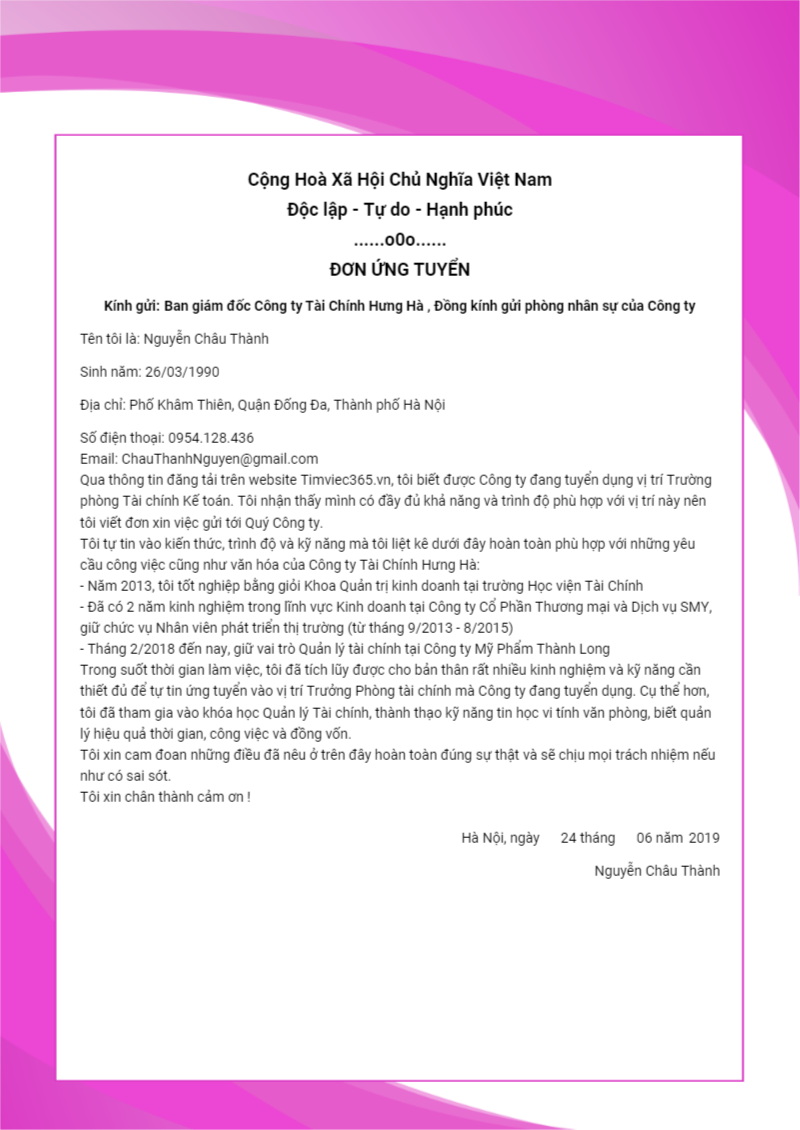 Cộng Hoà Xã Hội Chủ Nghĩa Việt Nam
Độc lập - Tự do - Hạnh phúc
......o0o......
ĐƠN ỨNG TUYỂN
Kính gửi: Ban giám đốc Công ty Tài Chính Hưng Hà , Đồng kính gửi phòng nhân sự của Công ty
Tên tôi là: Nguyễn Châu Thành
Sinh năm: 26/03/1990
Địa chỉ: Phố Khâm Thiên, Quận Đống Đa, Thành phố Hà Nội
Số điện thoại: 0954.128.436
Email: ChauThanhNguyen@gmail.com
Qua thông tin đăng tải trên website Timviec365.vn, tôi biết được Công ty đang tuyển dụng vị trí Trường
phòng Tài chính Kế toán. Tôi nhận thấy mình có đầy đủ khả năng và trình độ phù hợp với vị trí này nên
tôi viết đơn xin việc gửi tới Quý Công ty.
Tôi tự tin vào kiến thức, trình độ và kỹ năng mà tôi liệt kê dưới đây hoàn toàn phù hợp với những yêu
cầu công việc cũng như văn hóa của Công ty Tài Chính Hưng Hà:
- Năm 2013, tôi tốt nghiệp bằng giỏi Khoa Quản trị kinh doanh tại trường Học viện Tài Chính
- Đã có 2 năm kinh nghiệm trong lĩnh vực Kinh doanh tại Công ty Cổ Phần Thương mại và Dịch vụ SMY,
giữ chức vụ Nhân viên phát triển thị trường (từ tháng 9/2013 - 8/2015)
- Tháng 2/2018 đến nay, giữ vai trò Quản lý tài chính tại Công ty Mỹ Phẩm Thành Long
Trong suốt thời gian làm việc, tôi đã tích lũy được cho bản thân rất nhiều kinh nghiệm và kỹ năng cần
thiết đủ để tự tin ứng tuyển vào vị trí Trưởng Phòng tài chính mà Công ty đang tuyển dụng. Cụ thể hơn,
tôi đã tham gia vào khóa học Quản lý Tài chính, thành thạo kỹ năng tin học vi tính văn phòng, biết quản
lý hiệu quả thời gian, công việc và đồng vốn.
Tôi xin cam đoan những điều đã nêu ở trên đây hoàn toàn đúng sự thật và sẽ chịu mọi trách nhiệm nếu
như có sai sót.
Tôi xin chân thành cảm ơn !
Hà Nội, ngày 24 tháng 06 năm 2019
Nguyễn Châu Thành